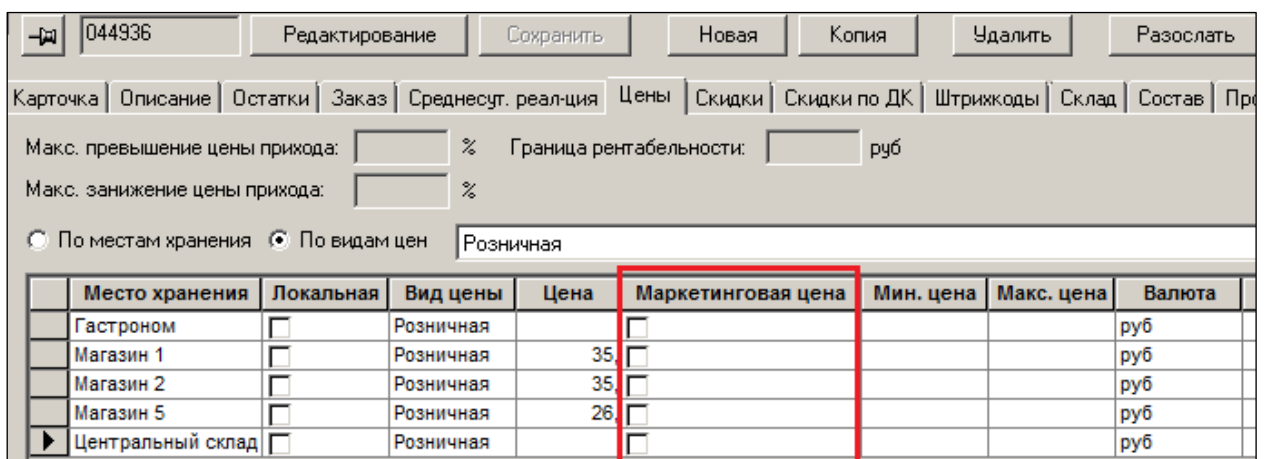 044936 Редактирование Сохранить Новая Копия Удалить Разослать
Карточка Описание Остатки Заказ Среднесут. реал-ция Цены Скидки Скидки по ДК Штрихкоды Склад Состав
Макс. превышение цены прихода: % Граница рентабельности: руб
Макс. занижение цены прихода: %
По местам хранения По видам цен Розничная
Место хранения Локальная Вид цены Цена Маркетинговая цена Мин. цена Макс. цена Валюта
Гастроном Розничная руб
Магазин 1 Розничная 35, руб
Магазин 2 Розничная 35, руб
Магазин 5 Розничная 26, руб
Центральный склад Розничная руб